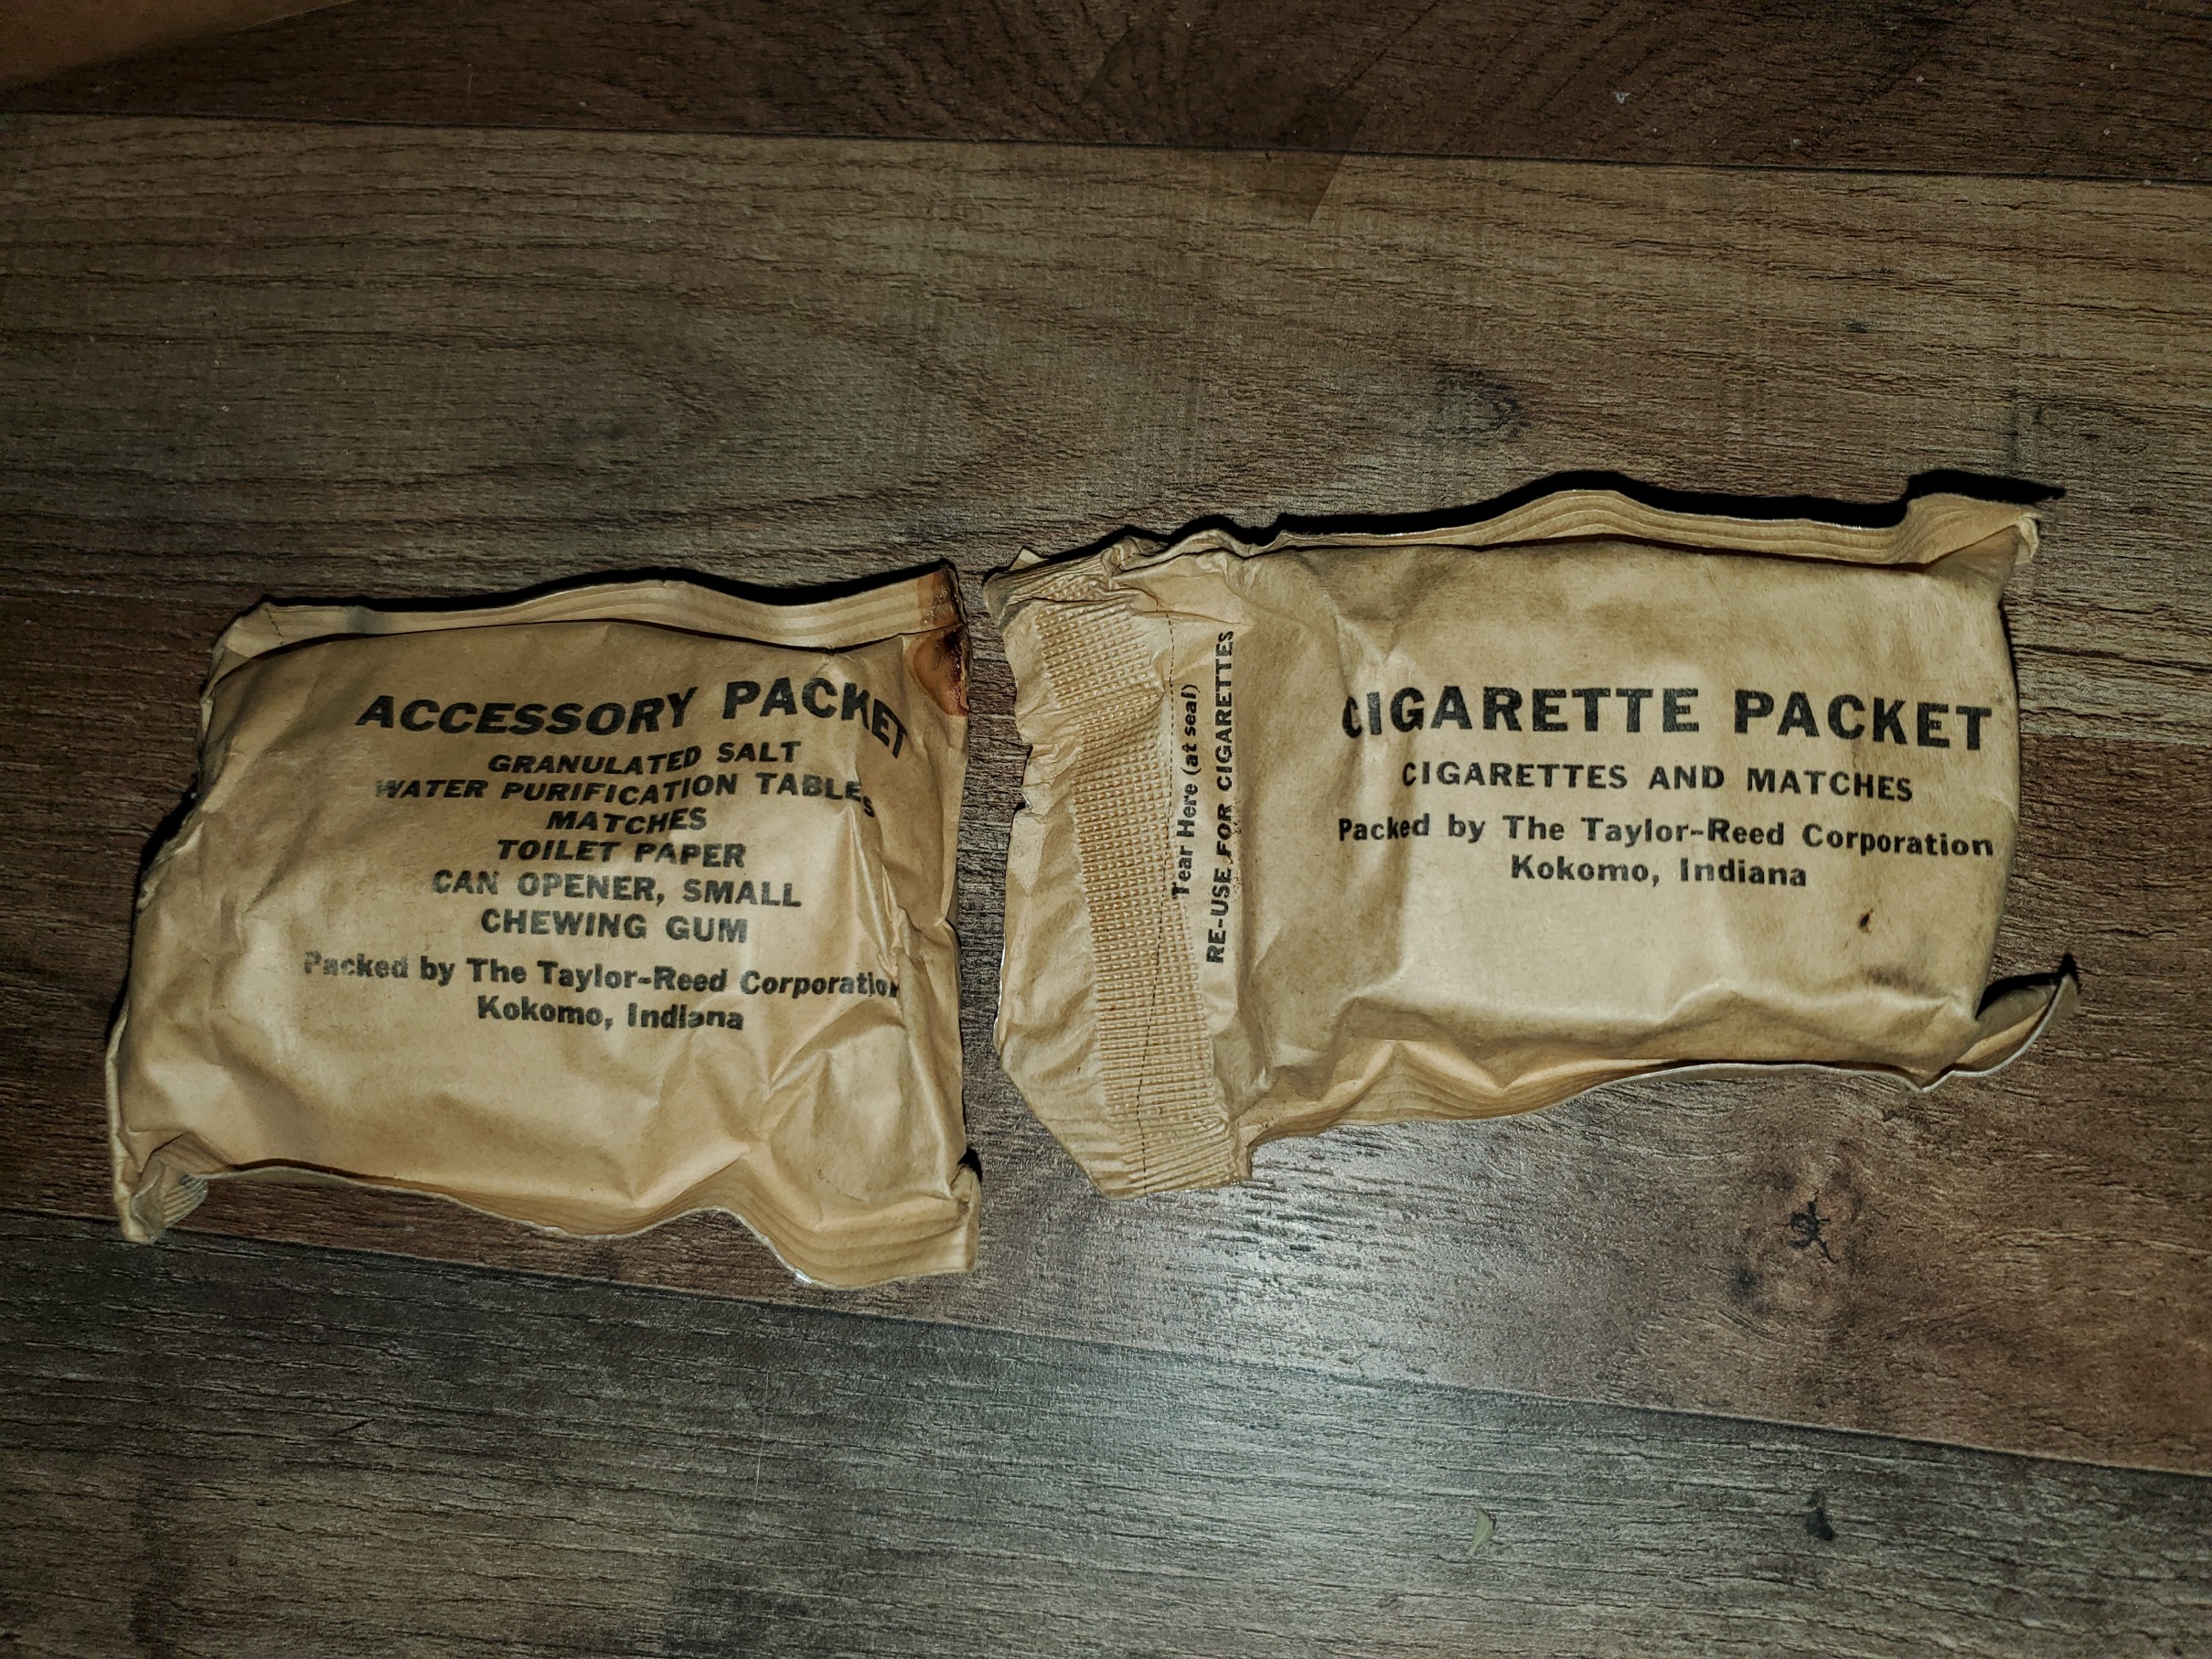 ACCESSORY PACKET
GRANULATED SALT
WATER PURIFICATION TABLETS
MATCHES
TOILET PAPER
CAN OPENER, SMALL
CHEWING GUM
Packed by The Taylor-Reed Corporation
Kokomo, Indiana
Tear Here (at seal)
RE-USE FOR CIGARETTES
CIGARETTE PACKET
CIGARETTES AND MATCHES
Packed by The Taylor-Reed Corporation
Kokomo, Indiana